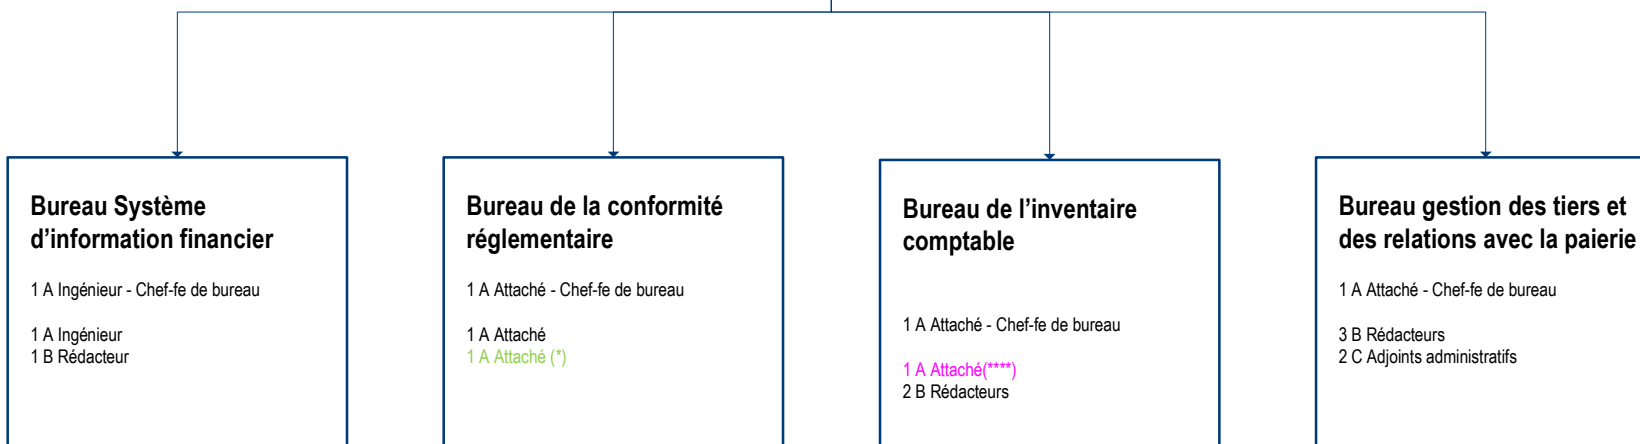 Bureau Système
d’information financier
1 A Ingénieur - Chef-fe de bureau
1 A Ingénieur
1 B Rédacteur
Bureau de la conformité
réglementaire
1 A Attaché - Chef-fe de bureau
1 A Attaché
1 A Attaché (*)
Bureau de l’inventaire
comptable
1 A Attaché - Chef-fe de bureau
1 A Attaché(****)
2 B Rédacteurs
Bureau gestion des tiers et
des relations avec la paierie
1 A Attaché - Chef-fe de bureau
3 B Rédacteurs
2 C Adjoints administratifs